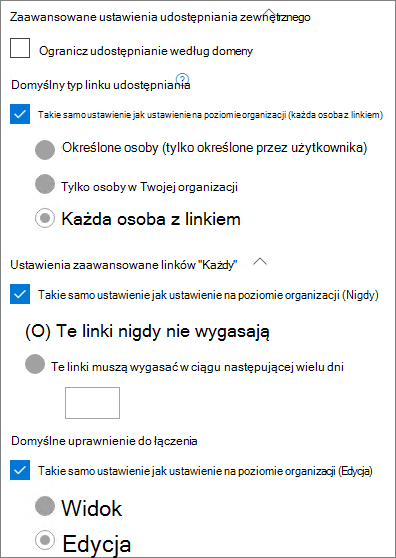 Zaawansowane ustawienia udostępniania zewnętrznego
Ogranicz udostępnianie według domeny
Domyślny typ linku udostępniania
Takie samo ustawienie jak ustawienie na poziomie organizacji (każda osoba z linkiem)
Określone osoby (tylko określone przez użytkownika)
Tylko osoby w Twojej organizacji
Każda osoba z linkiem
Ustawienia zaawansowane linków "Każdy"
Takie samo ustawienie jak ustawienie na poziomie organizacji (Nigdy)
(O) Te linki nigdy nie wygasają
Te linki muszą wygasać w ciągu następującej wielu dni
Domyślne uprawnienie do łączenia
Takie samo ustawienie jak ustawienie na poziomie organizacji (Edycja)
Widok
Edycja